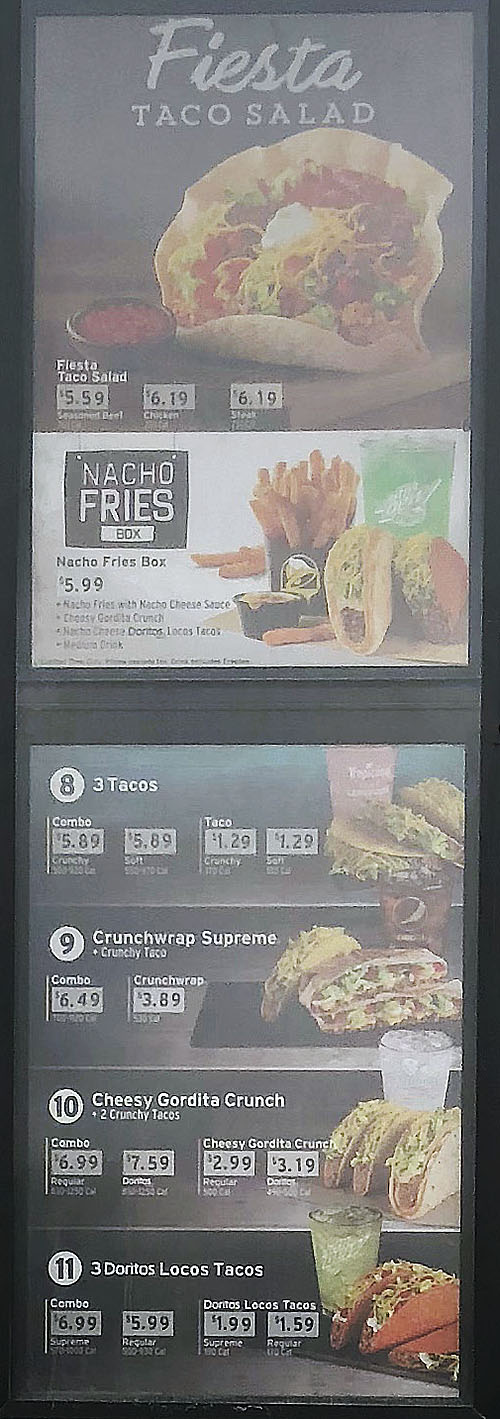 Fiesta
TACO SALAD
Fiesta
Taco Salad
$5.59 $6.19 $6.19
Seasoned Beef Chicken Steak
NACHO
FRIES
BOX
Nacho Fries Box
$5.99
• Nacho Fries with Nacho Cheese Sauce
• Cheesy Gordita Crunch
• Nacho Cheese Doritos Locos Tacos
• Medium Drink
8 3 Tacos
Combo Taco
$5.89 $5.89 $1.29 $1.29
Crunchy Soft Crunchy Soft
9 Crunchwrap Supreme
+ Crunchy Taco
Combo Crunchwrap
$6.49 $3.89
10 Cheesy Gordita Crunch
+ 2 Crunchy Tacos
Combo Cheesy Gordita Crunch
$6.99 $7.59 $2.99 $3.19
Regular Doritos Regular Doritos
11 3 Doritos Locos Tacos
Combo Doritos Locos Tacos
$6.99 $5.99 $1.99 $1.59
Supreme Regular Supreme Regular